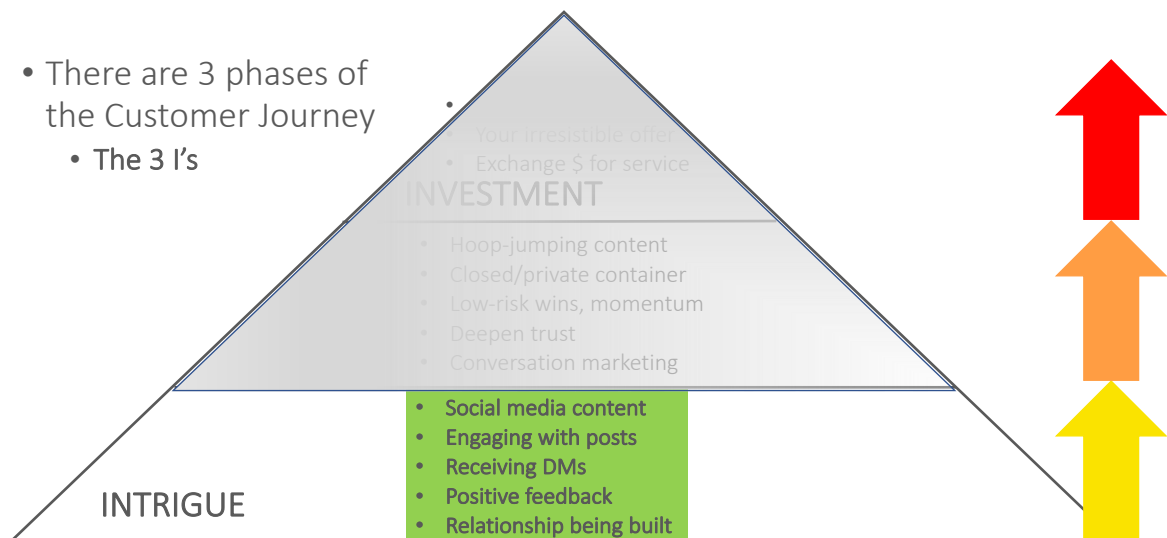 • There are 3 phases of
the Customer Journey
• The 3 I's
•
• Your irresistible offer
• Exchange $ for service
INVESTMENT
• Hoop-jumping content
• Closed/private container
• Low-risk wins, momentum
• Deepen trust
• Conversation marketing
• Social media content
• Engaging with posts
• Receiving DMs
• Positive feedback
INTRIGUE
• Relationship being built